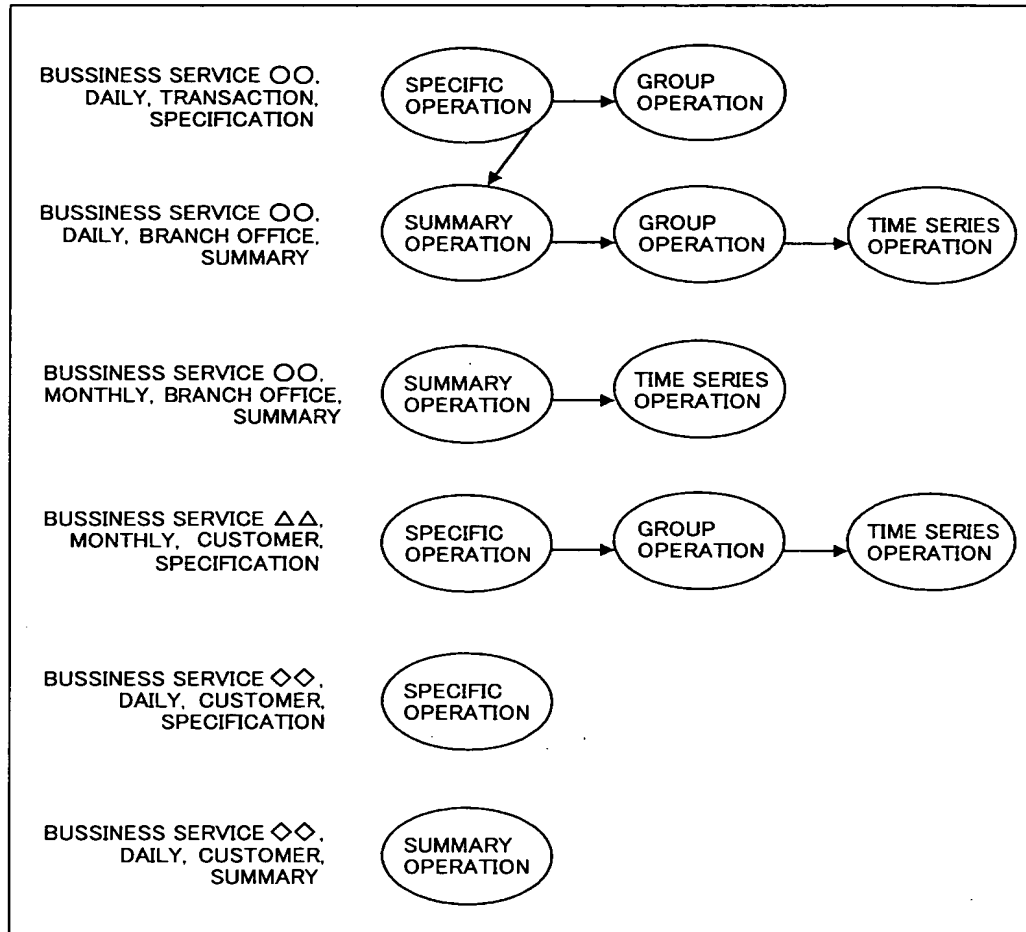 BUSSINESS SERVICE ○○,
DAILY, TRANSACTION,
SPECIFICATION
SPECIFIC
OPERATION
GROUP
OPERATION
BUSSINESS SERVICE ○○,
DAILY, BRANCH OFFICE,
SUMMARY
SUMMARY
OPERATION
GROUP
OPERATION
TIME SERIES
OPERATION
BUSSINESS SERVICE ○○,
MONTHLY, BRANCH OFFICE,
SUMMARY
SUMMARY
OPERATION
TIME SERIES
OPERATION
BUSSINESS SERVICE △△,
MONTHLY, CUSTOMER,
SPECIFICATION
SPECIFIC
OPERATION
GROUP
OPERATION
TIME SERIES
OPERATION
BUSSINESS SERVICE ◇◇,
DAILY, CUSTOMER,
SPECIFICATION
SPECIFIC
OPERATION
BUSSINESS SERVICE ◇◇,
DAILY, CUSTOMER,
SUMMARY
SUMMARY
OPERATION